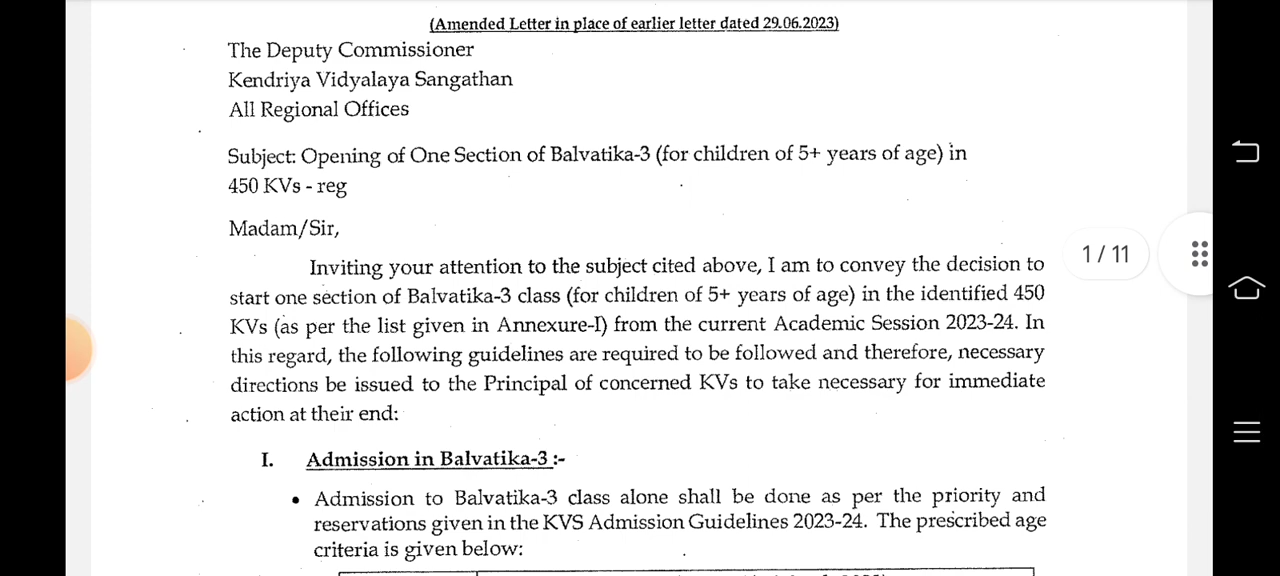 (Amended Letter in place of earlier letter dated 29.06.2023)
The Deputy Commissioner
Kendriya Vidyalaya Sangathan
All Regional Offices
Subject: Opening of One Section of Balvatika-3 (for children of 5+ years of age) in
450 KVs - reg
Madam/Sir,
Inviting your attention to the subject cited above, I am to convey the decision to
start one section of Balvatika-3 class (for children of 5+ years of age) in the identified 450
KVs (as per the list given in Annexure-I) from the current Academic Session 2023-24. In
this regard, the following guidelines are required to be followed and therefore, necessary
directions be issued to the Principal of concerned KVs to take necessary for immediate
action at their end:
1 / 11
I. Admission in Balvatika-3 :-
• Admission to Balvatika-3 class alone shall be done as per the priority and
reservations given in the KVS Admission Guidelines 2023-24. The prescribed age
criteria is given below: